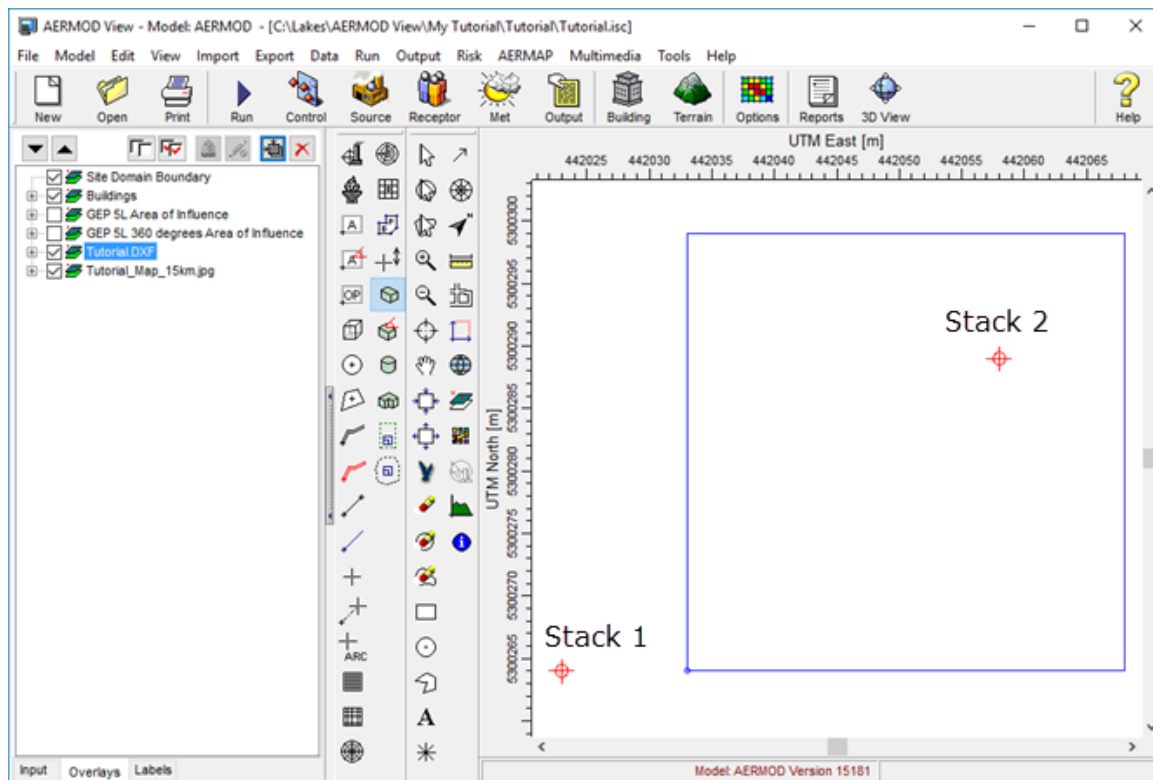 AERMOD View - Model: AERMOD - [C:\Lakes\AERMOD View\My Tutorial\Tutorial\Tutorial.isc]
File Model Edit View Import Export Data Run Output Risk AERMAP Multimedia Tools Help
New Open Print Run Control Source Receptor Met Output Building Terrain Options Reports 3D View Help
Site Domain Boundary
Buildings
GEP 5L Area of Influence
GEP 5L 360 degrees Area of Influence
Tutorial.DXF
Tutorial_Map_15km.jpg
Input Overlays Labels
A
A
OP
ARC
N
A
UTM East [m]
442025 442030 442035 442040 442045 442050 442055 442060 442065
UTM North [m]
5300300
5300295
5300290
5300285
5300280
5300275
5300270
5300265
Stack 2
Stack 1
Model: AERMOD Version 15181